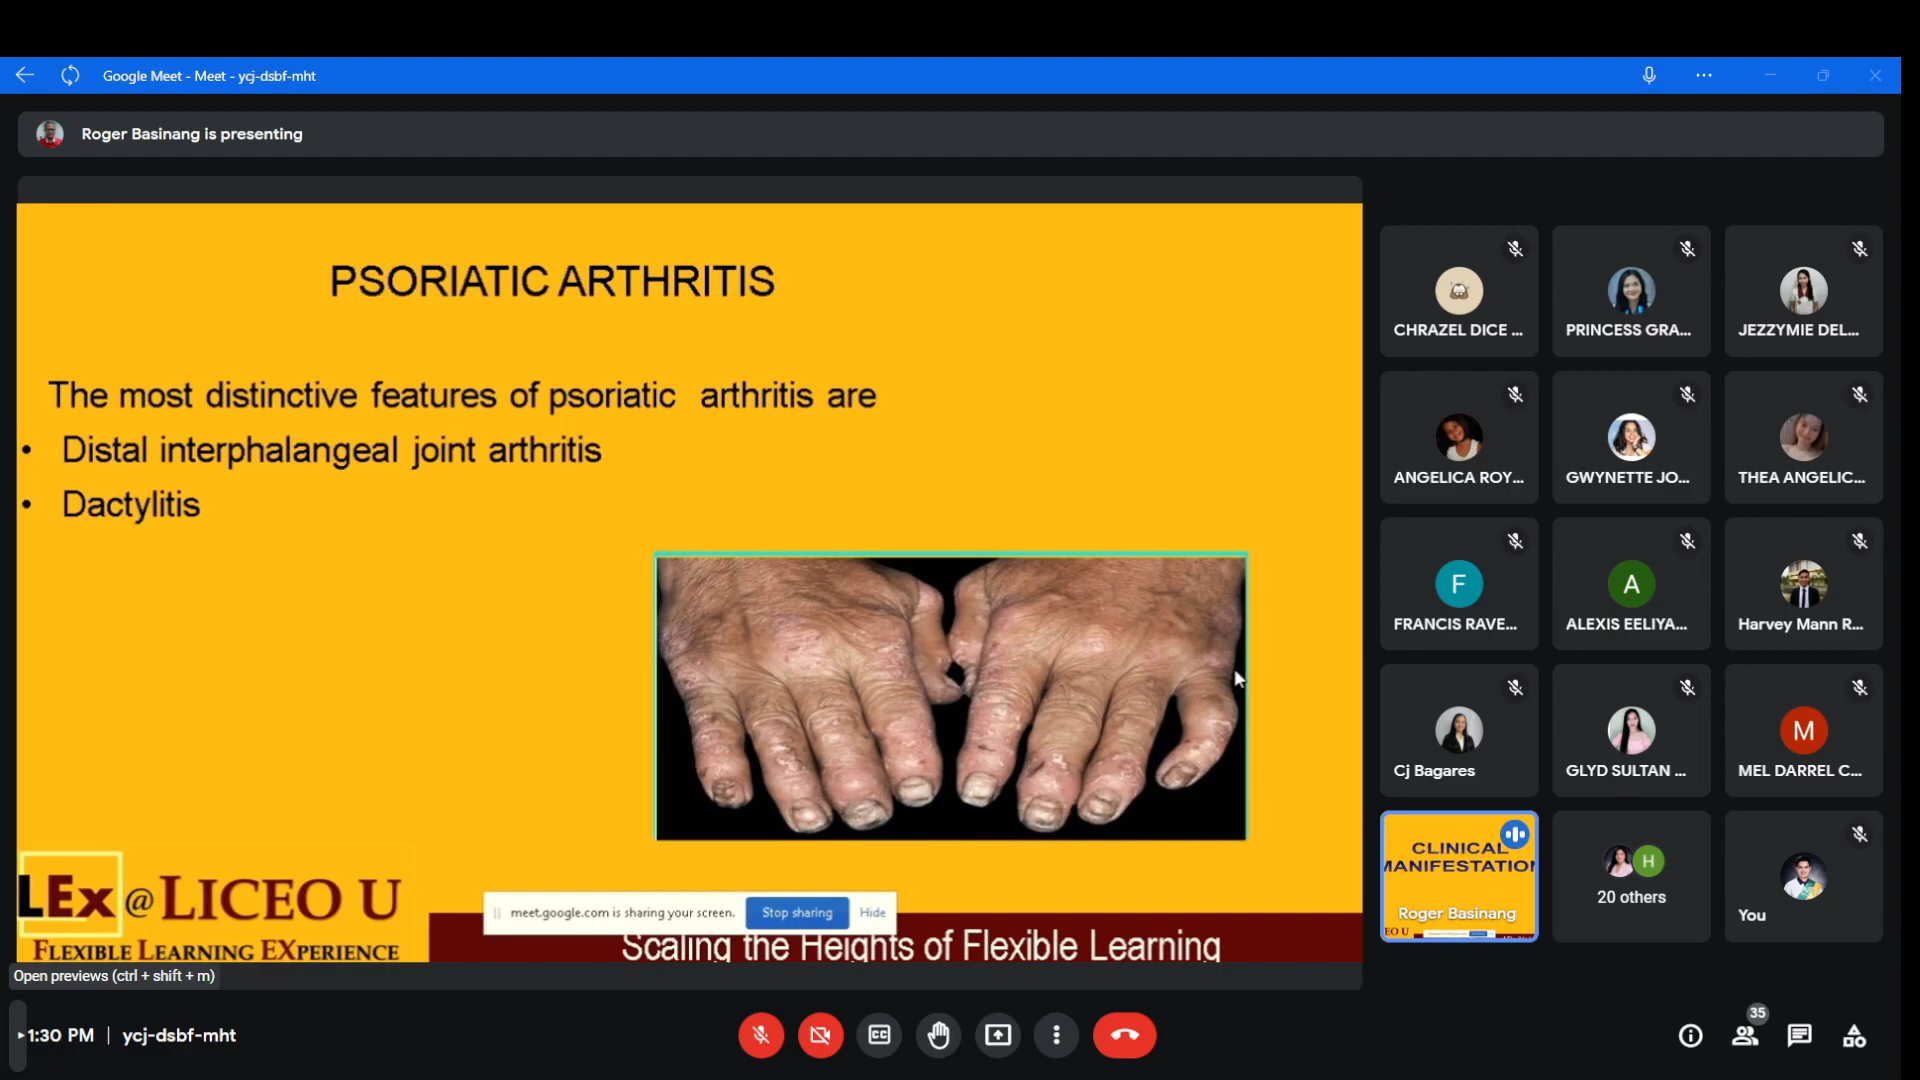 Google Meet - Meet - ycj-dsbf-mht
Roger Basinang is presenting
PSORIATIC ARTHRITIS
The most distinctive features of psoriatic arthritis are
• Distal interphalangeal joint arthritis
• Dactylitis
LEx @ LICEO U
FLEXIBLE LEARNING EXPERIENCE
meet.google.com is sharing your screen. Stop sharing Hide
Scaling the Heights of Flexible Learning
Open previews (ctrl + shift + m)
CHRAZEL DICE ...
PRINCESS GRA...
JEZZYMIE DEL...
ANGELICA ROY...
GWYNETTE JO...
THEA ANGELIC...
F
FRANCIS RAVE...
A
ALEXIS EELIYA...
Harvey Mann R...
Cj Bagares
GLYD SULTAN ...
M
MEL DARREL C...
CLINICAL
MANIFESTATION
Roger Basinang
EO U
H
20 others
You
1:30 PM | ycj-dsbf-mht
CC
35